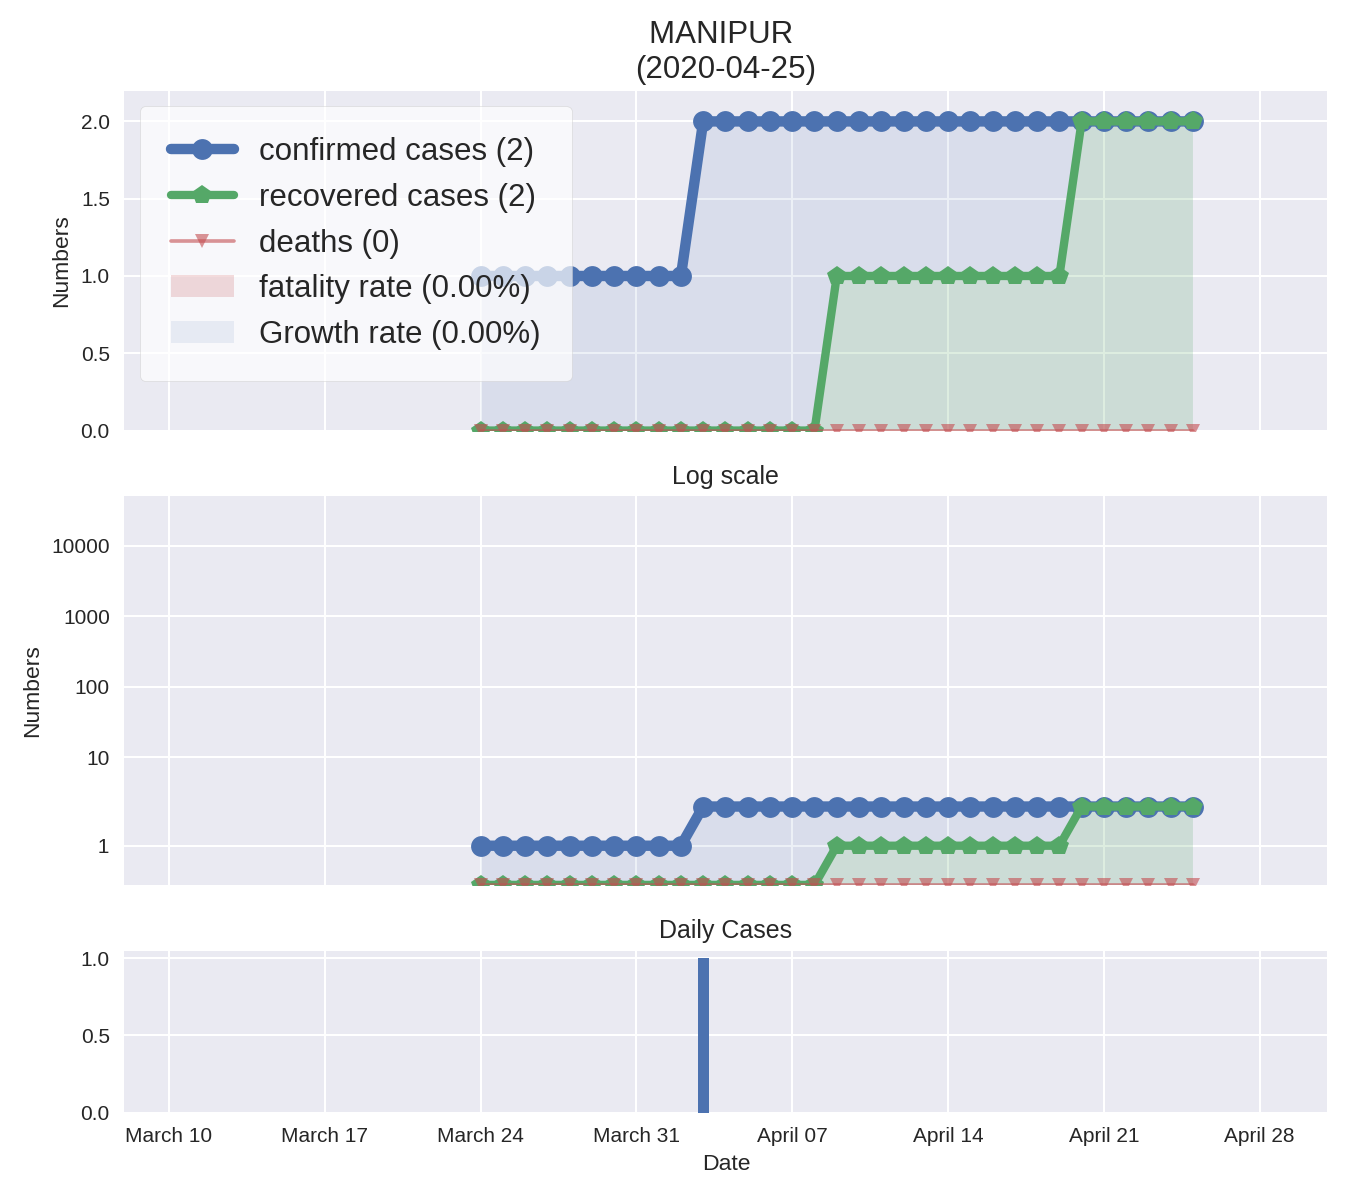 MANIPUR
(2020-04-25)
2.0
1.5
1.0
0.5
0.0
Numbers
confirmed cases (2)
recovered cases (2)
deaths (0)
fatality rate (0.00%)
Growth rate (0.00%)
Log scale
10000
1000
100
10
1
Numbers
Daily Cases
1.0
0.5
0.0
March 10 March 17 March 24 March 31 April 07 April 14 April 21 April 28
Date